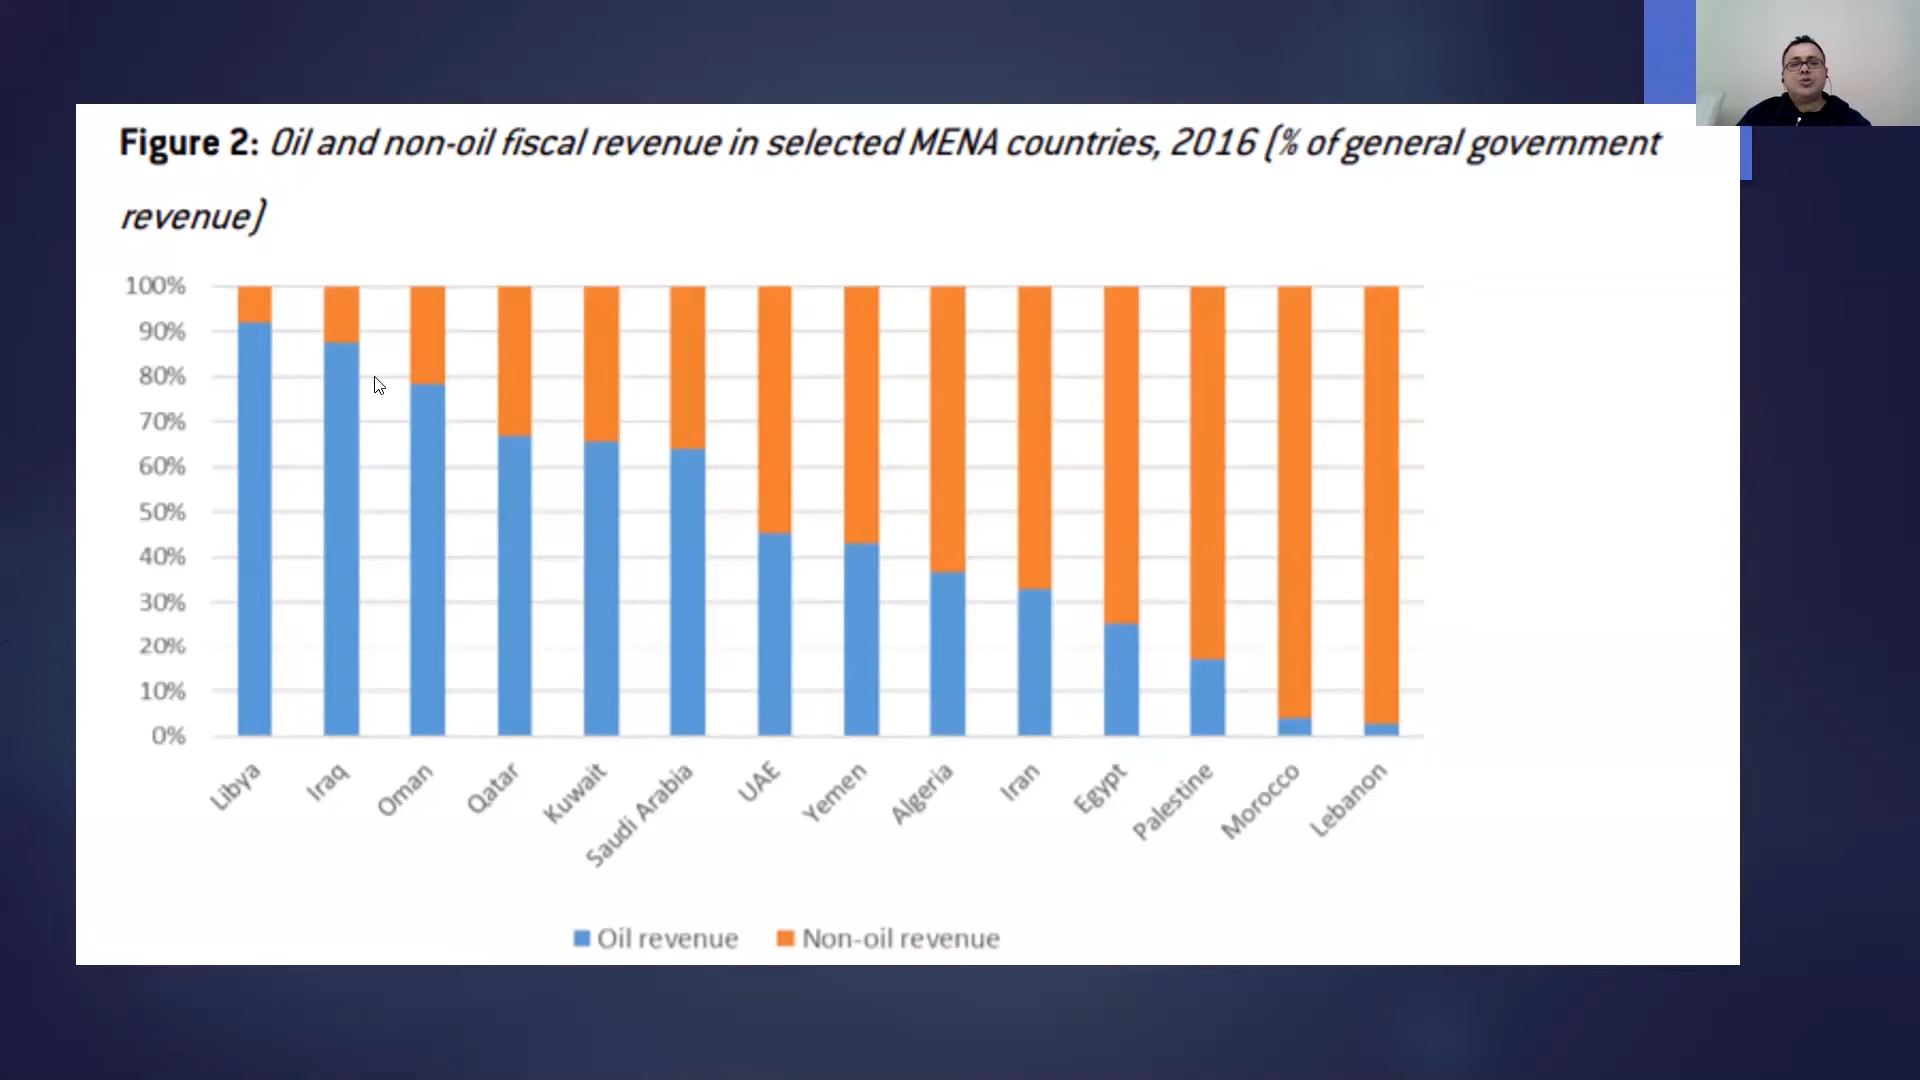 Figure 2: Oil and non-oil fiscal revenue in selected MENA countries, 2016 (% of general government
revenue)
100%
90%
80%
70%
60%
50%
40%
30%
20%
10%
0%
Libya
Iraq
Oman
Qatar
Kuwait
Saudi Arabia
UAE
Yemen
Algeria
Iran
Egypt
Palestine
Morocco
Lebanon
Oil revenue
Non-oil revenue